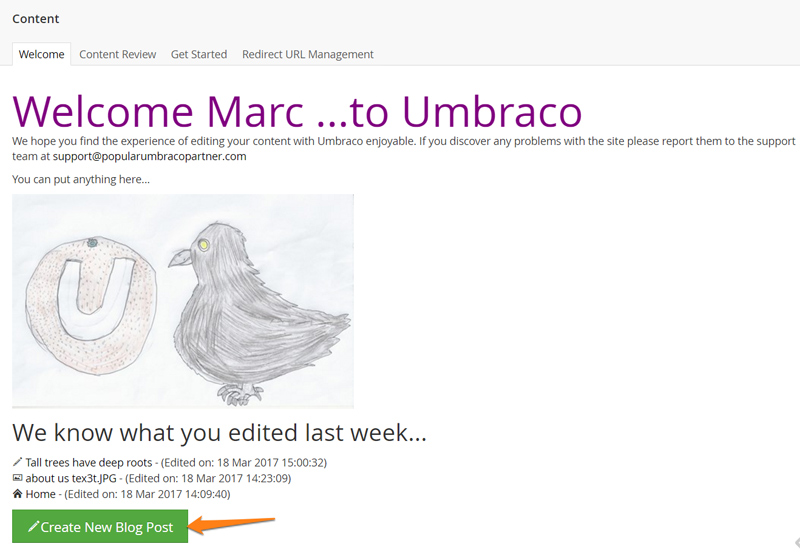 Content
Welcome Content Review Get Started Redirect URL Management
Welcome Marc ...to Umbraco
We hope you find the experience of editing your content with Umbraco enjoyable. If you discover any problems with the site please report them to the support
team at support@popularumbracopartner.com
You can put anything here...
U
We know what you edited last week...
Tall trees have deep roots - (Edited on: 18 Mar 2017 15:00:32)
about us tex3t.JPG - (Edited on: 18 Mar 2017 14:23:09)
Home - (Edited on: 18 Mar 2017 14:09:40)
Create New Blog Post